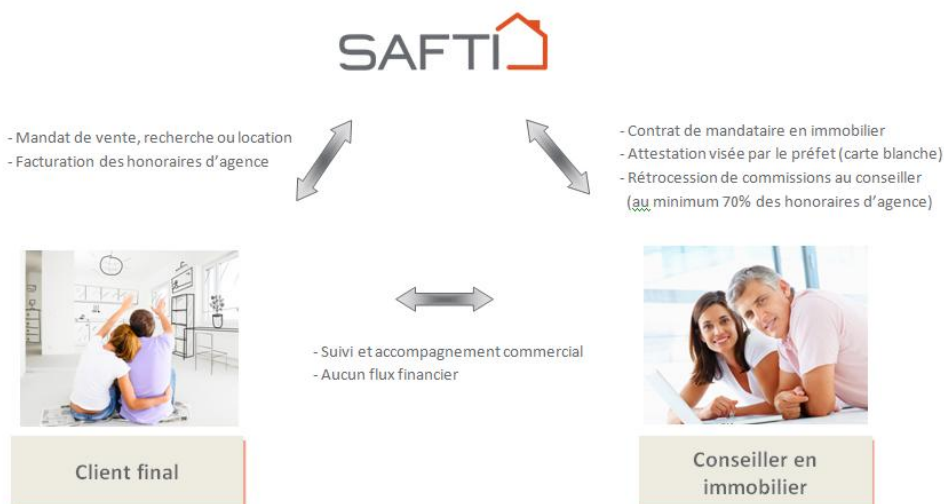 SAFTI
- Mandat de vente, recherche ou location
- Facturation des honoraires d’agence
- Contrat de mandataire en immobilier
- Attestation visée par le préfet (carte blanche)
- Rétrocession de commissions au conseiller
(au minimum 70% des honoraires d’agence)
- Suivi et accompagnement commercial
- Aucun flux financier
Client final
Conseiller en
immobilier